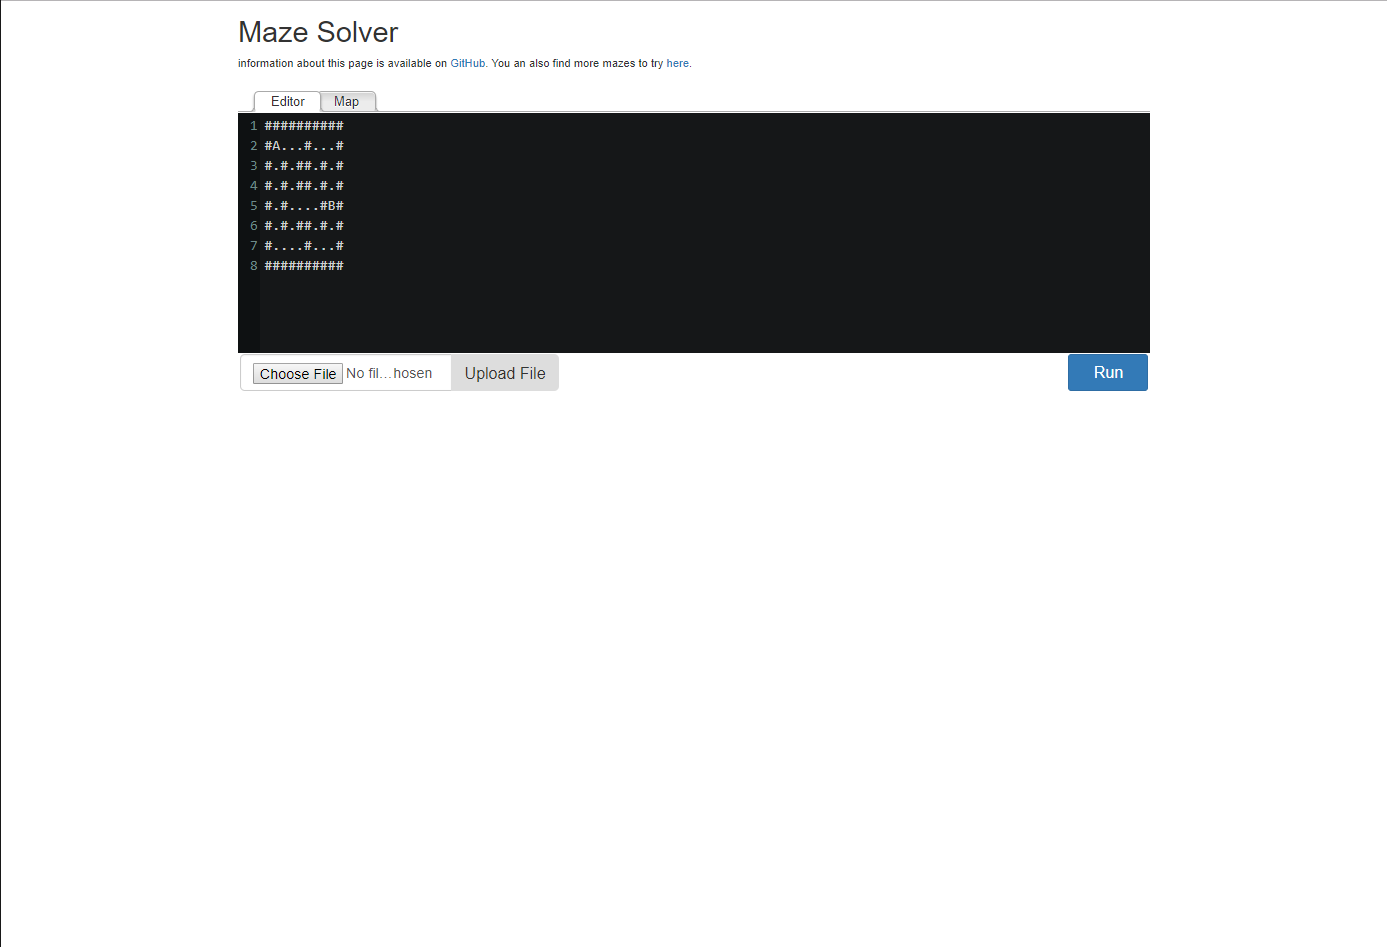 Maze Solver
information about this page is available on GitHub. You an also find more mazes to try here.
Editor Map
1 ##########
2 #A...#...#
3 #.#.##.#.#
4 #.#.##.#.#
5 #.#....#B#
6 #.#.##.#.#
7 #....#...#
8 ##########
Choose File No fil...hosen Upload File Run